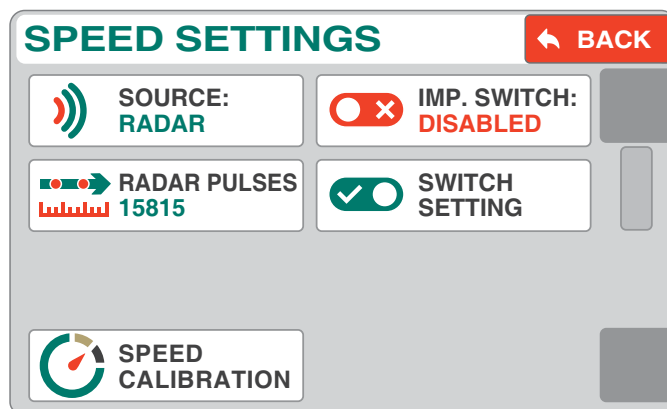 SPEED SETTINGS
BACK
SOURCE:
RADAR
IMP. SWITCH:
DISABLED
RADAR PULSES
15815
SWITCH
SETTING
SPEED
CALIBRATION